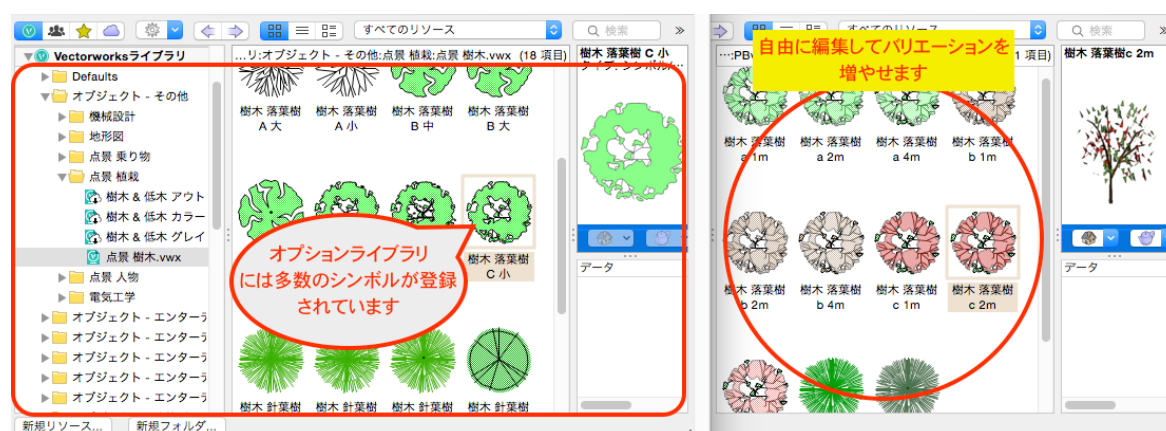 すべてのリソース
検索
Vectorworksライブラリ
Defaults
オブジェクト - その他
機械設計
地形図
点景 乗り物
点景 植栽
樹木 & 低木 アウト
樹木 & 低木 カラー
樹木 & 低木 グレイ
点景 樹木.vwx
点景 人物
電気工学
オブジェクト - エンターテ
オブジェクト - エンターテ
オブジェクト - エンターテ
オブジェクト - エンターテ
新規リソース...
新規フォルダ...
...リ:オブジェクト - その他:点景 植栽:点景 樹木.vwx (18 項目)
樹木 落葉樹 A 大
樹木 落葉樹 A 小
樹木 落葉樹 B 中
樹木 落葉樹 B 大
オプションライブラリ
には多数のシンボルが登録
されています
樹木 落葉樹 C 小
樹木 針葉樹
樹木 針葉樹
樹木 針葉樹
樹木 針葉樹
樹木 落葉樹 C 小
データ
すべてのリソース
検索
自由に編集してバリエーションを
増やせます
項目)
樹木 落葉樹 a 1m
樹木 落葉樹 a 2m
樹木 落葉樹 a 4m
樹木 落葉樹 b 1m
樹木 落葉樹 b 2m
樹木 落葉樹 b 4m
樹木 落葉樹 c 1m
樹木 落葉樹 c 2m
樹木 落葉樹c 2m
データ